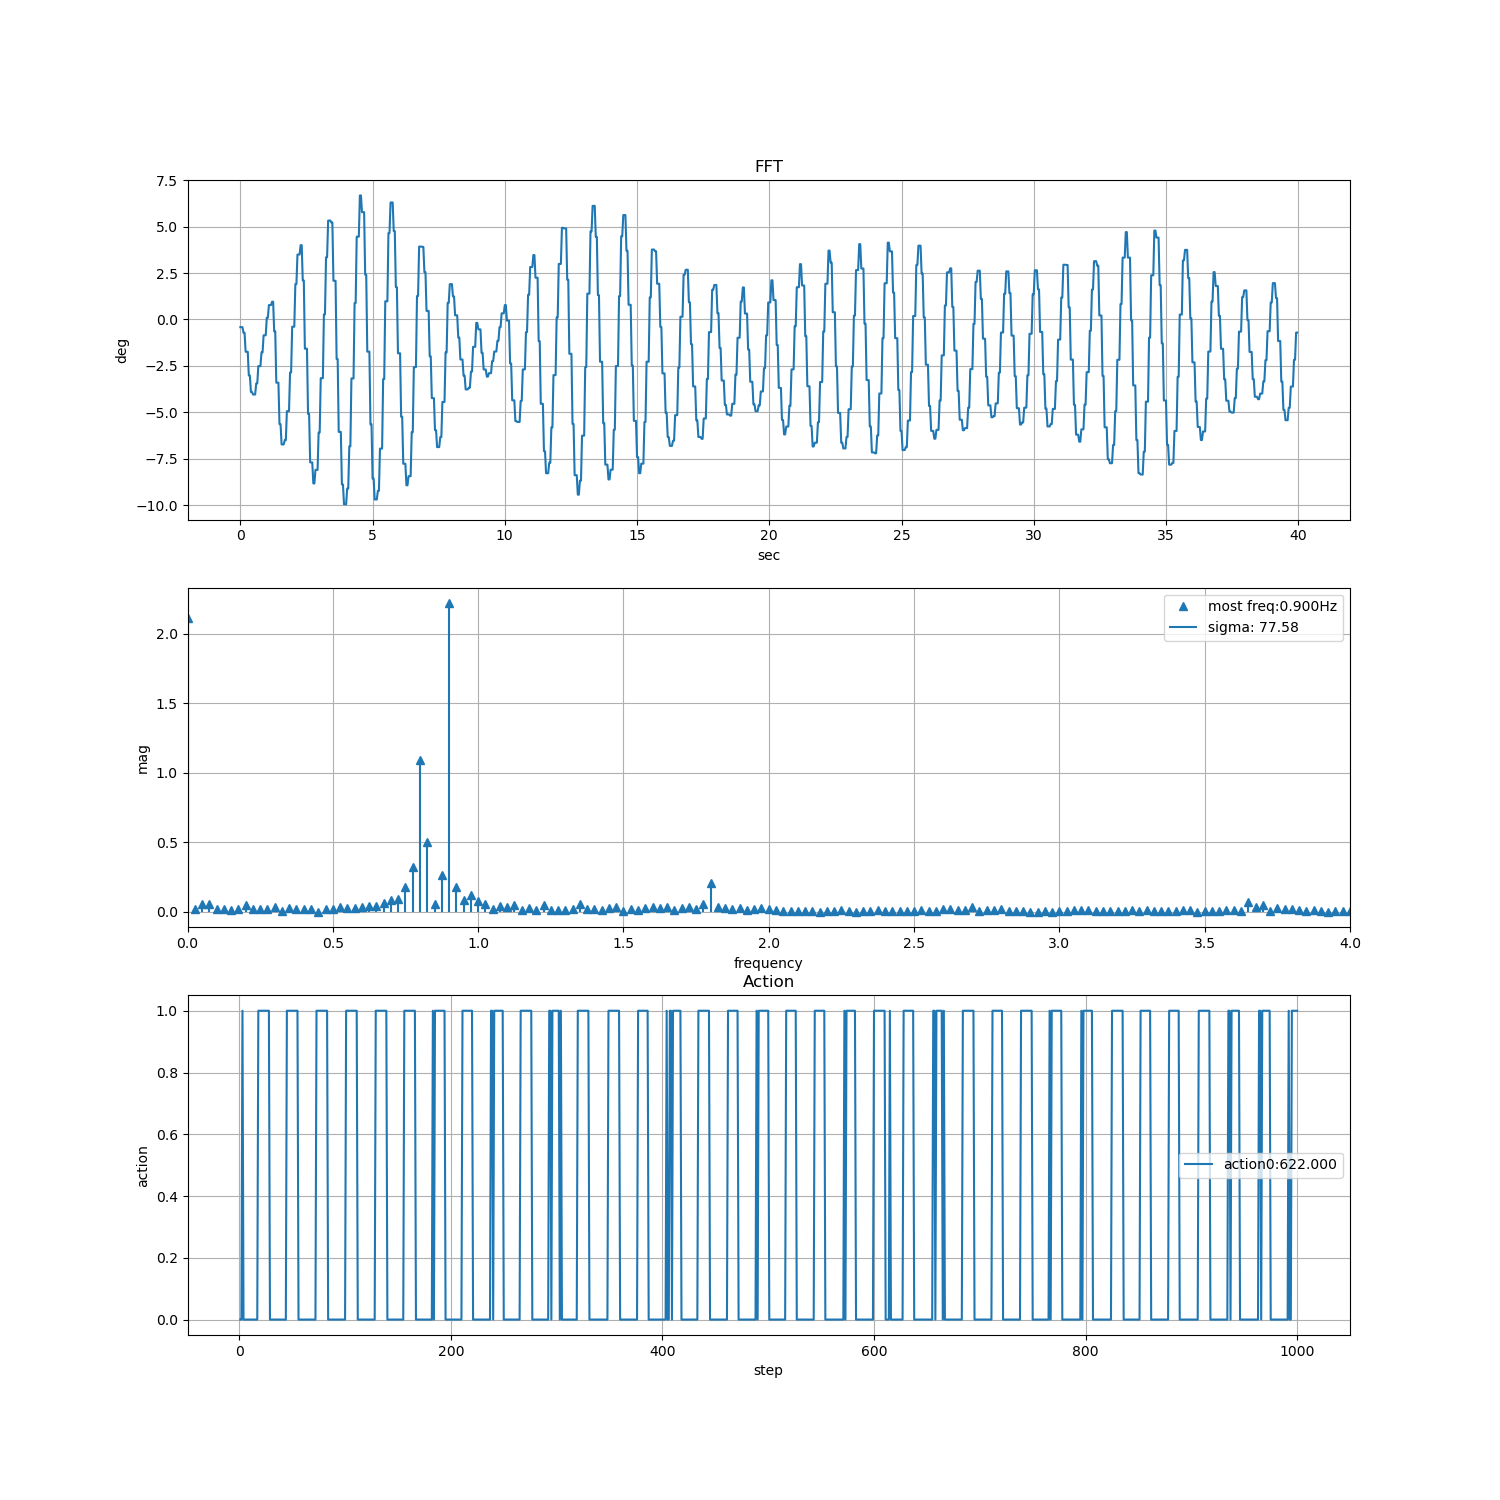 FFT
7.5
5.0
2.5
0.0
−2.5
−5.0
−7.5
−10.0
deg
0 5 10 15 20 25 30 35 40
sec
most freq:0.900Hz
sigma: 77.58
2.0
1.5
1.0
0.5
0.0
mag
0.0 0.5 1.0 1.5 2.0 2.5 3.0 3.5 4.0
frequency
Action
1.0
0.8
0.6
0.4
0.2
0.0
action
action0:622.000
0 200 400 600 800 1000
step